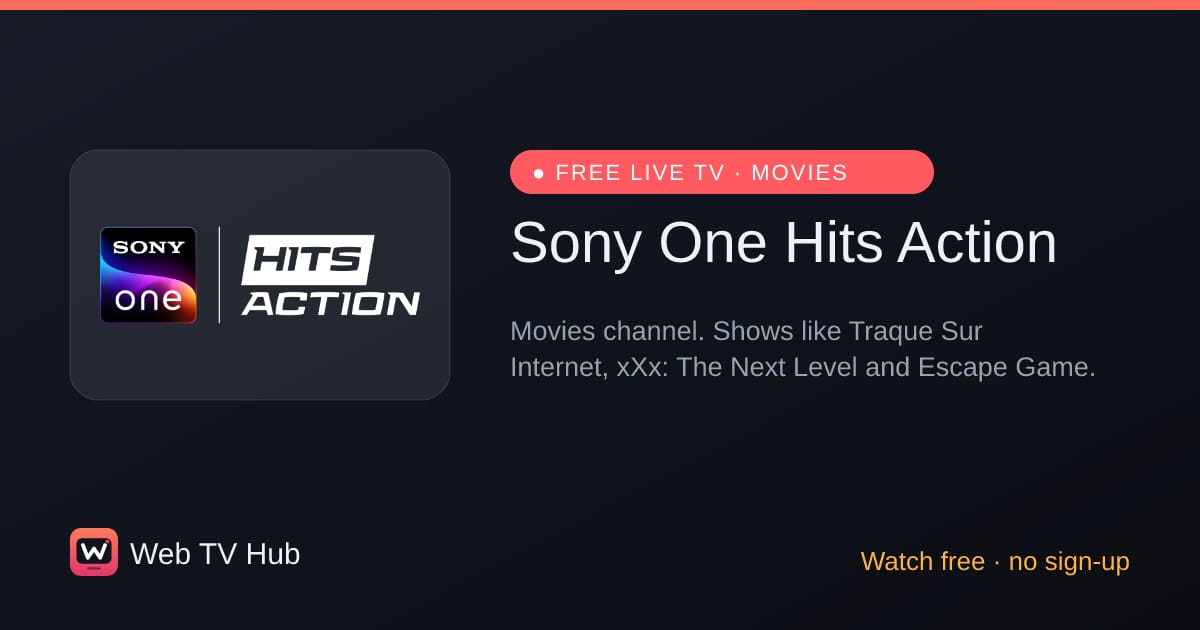 SONY
one
HITS
ACTION
● FREE LIVE TV · MOVIES
Sony One Hits Action
Movies channel. Shows like Traque Sur
Internet, xXx: The Next Level and Escape Game.
W
Web TV Hub
Watch free · no sign-up